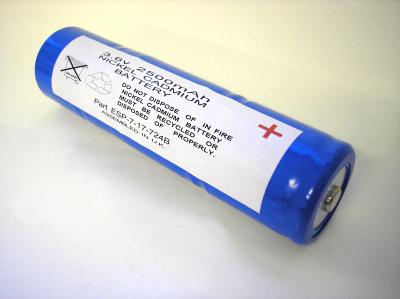 3.6v 2500mAh
NICKEL CADMIUM
BATTERY
DO NOT DISPOSE OF IN FIRE
NICKEL CADMIUM BATTERY
MUST BE RECYCLED OR
DISPOSED OF PROPERLY.
Part. ESP-7-17-724B
ASSEMBLED IN U.K.
+